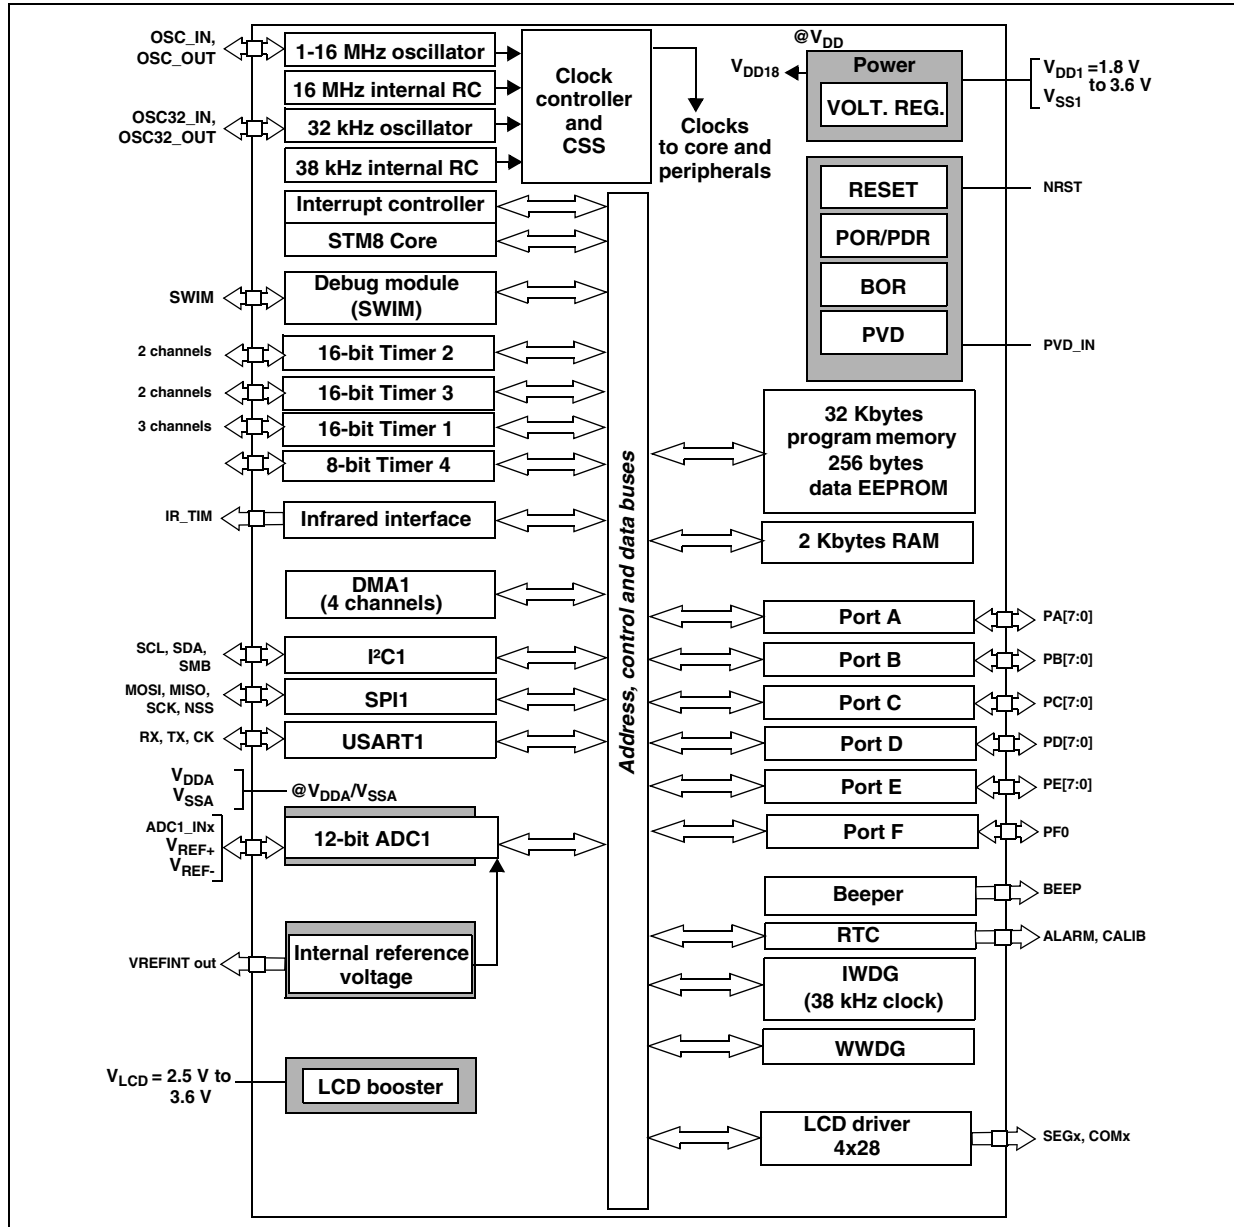 OSC_IN,
OSC_OUT
1-16 MHz oscillator
16 MHz internal RC
OSC32_IN,
OSC32_OUT
32 kHz oscillator
38 kHz internal RC
Clock
controller
and
CSS
Clocks
to core and
peripherals
@VDD
VDD18
Power
VOLT. REG.
VDD1 =1.8 V
to 3.6 V
VSS1
RESET
NRST
POR/PDR
BOR
PVD
PVD_IN
Interrupt controller
STM8 Core
SWIM
Debug module
(SWIM)
2 channels
16-bit Timer 2
2 channels
16-bit Timer 3
3 channels
16-bit Timer 1
8-bit Timer 4
IR_TIM
Infrared interface
DMA1
(4 channels)
SCL, SDA,
SMB
I²C1
MOSI, MISO,
SCK, NSS
SPI1
RX, TX, CK
USART1
VDDA
VSSA
@VDDA/VSSA
ADC1_INx
VREF+
VREF-
12-bit ADC1
VREFINT out
Internal reference
voltage
VLCD = 2.5 V to
3.6 V
LCD booster
Address, control and data buses
32 Kbytes
program memory
256 bytes
data EEPROM
2 Kbytes RAM
Port A
PA[7:0]
Port B
PB[7:0]
Port C
PC[7:0]
Port D
PD[7:0]
Port E
PE[7:0]
Port F
PF0
Beeper
BEEP
RTC
ALARM, CALIB
IWDG
(38 kHz clock)
WWDG
LCD driver
4x28
SEGx, COMx